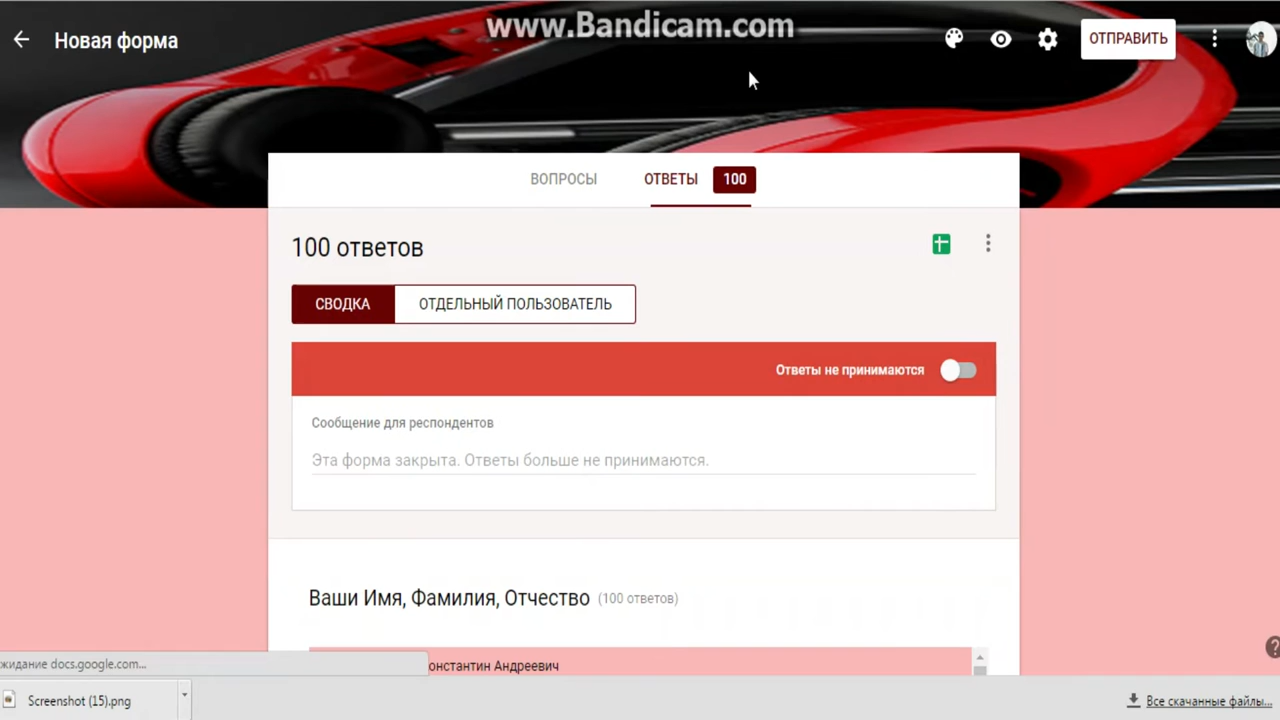 www.Bandicam.com
Новая форма
ОТПРАВИТЬ
ВОПРОСЫ
ОТВЕТЫ 100
100 ответов
СВОДКА
ОТДЕЛЬНЫЙ ПОЛЬЗОВАТЕЛЬ
Ответы не принимаются
Сообщение для респондентов
Эта форма закрыта. Ответы больше не принимаются.
Ваши Имя, Фамилия, Отчество (100 ответов)
онстантин Андреевич
жидание docs.google.com...
Screenshot (15).png
Все скачанные файлы...